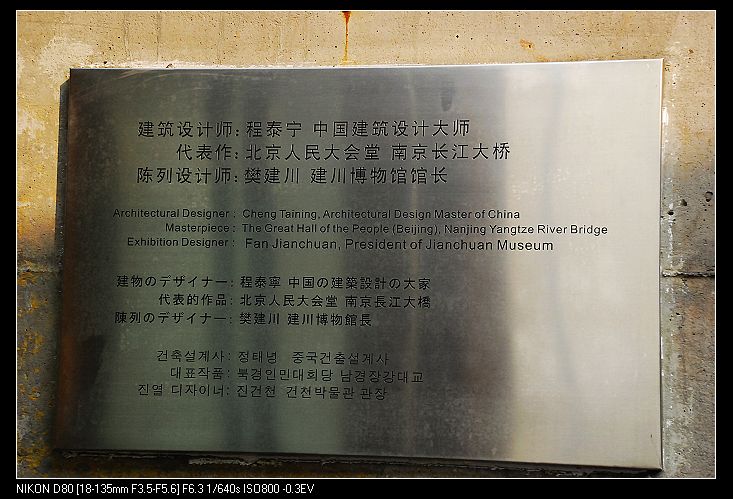 建筑设计师：程泰宁 中国建筑设计大师
代表作：北京人民大会堂 南京长江大桥
陈列设计师：樊建川 建川博物馆馆长
Architectural Designer : Cheng Taining, Architectural Design Master of China
Masterpiece : The Great Hall of the People (Beijing), Nanjing Yangtze River Bridge
Exhibition Designer : Fan Jianchuan, President of Jianchuan Museum
建物のデザイナー：程泰寧 中国の建築設計の大家
代表的作品：北京人民大会堂 南京長江大橋
陳列のデザイナー：樊建川 建川博物館長
건축설계사：정태녕 중국건출설계사
대표작품：북경인민대회당 남경장강대교
진열 디자이너：진건천 건천박물관 관장
NIKON D80 [18-135mm F3.5-F5.6] F6.3 1/640s ISO800 -0.3EV